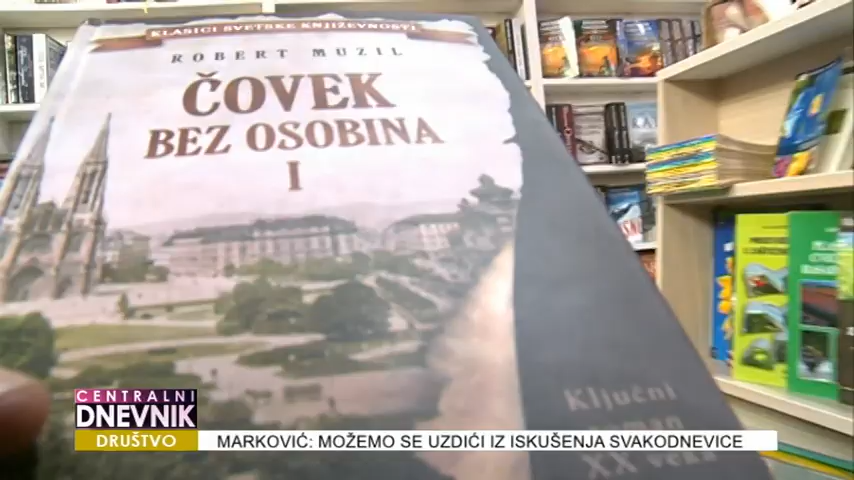 KLASICI SVETSKE KNJIŽEVNOSTI
ROBERT MUZIL
ČOVEK
BEZ OSOBINA
I
Ključni
roman
XX veka
CENTRALNI
DNEVNIK
DRUŠTVO
MARKOVIĆ: MOŽEMO SE UZDIĆI IZ ISKUŠENJA SVAKODNEVICE